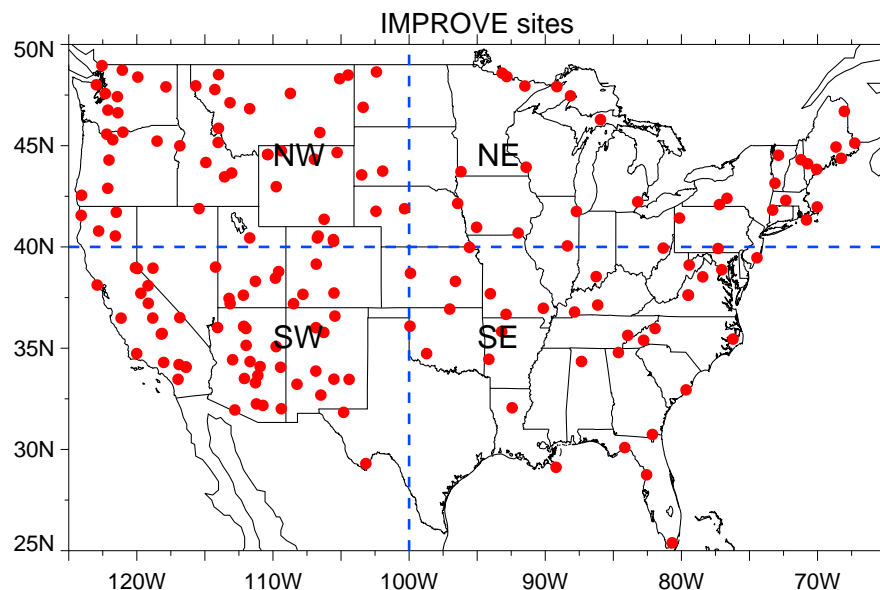 IMPROVE sites
50N
45N
NW
NE
40N
35N
SW
SE
30N
25N
120W
110W
100W
90W
80W
70W